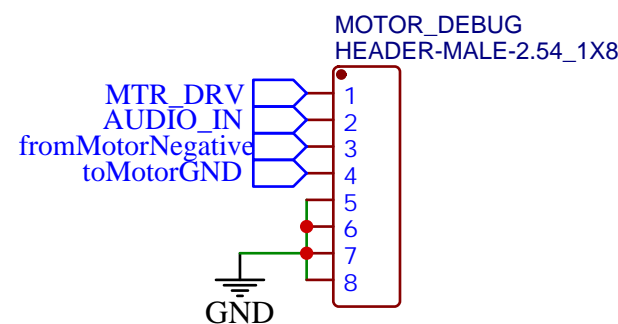 MOTOR_DEBUG
HEADER-MALE-2.54_1X8
MTR_DRV 1
AUDIO_IN 2
fromMotorNegative 3
toMotorGND 4
5
6
7
8
GND